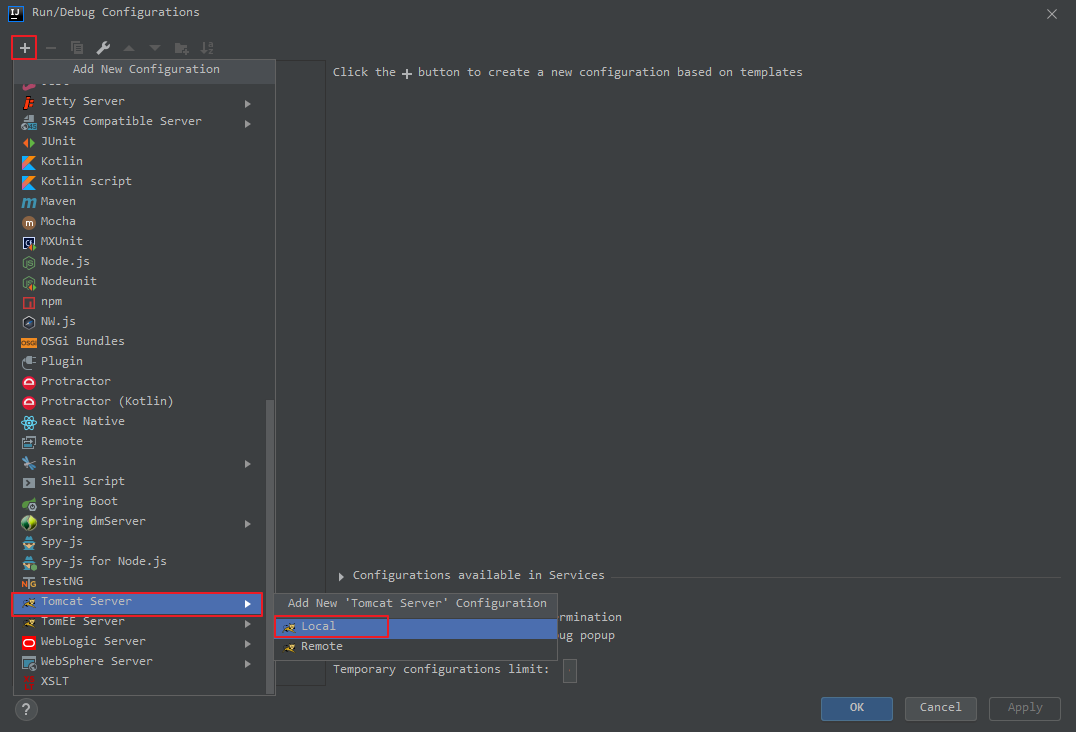 Run/Debug Configurations
Add New Configuration
Click the + button to create a new configuration based on templates
Jetty Server
JSR45 Compatible Server
JUnit
Kotlin
Kotlin script
Maven
Mocha
MXUnit
Node.js
Nodeunit
npm
NW.js
OSGi Bundles
Plugin
Protractor
Protractor (Kotlin)
React Native
Remote
Resin
Shell Script
Spring Boot
Spring dmServer
Spy-js
Spy-js for Node.js
TestNG
Tomcat Server
TomEE Server
WebLogic Server
WebSphere Server
XSLT
Configurations available in Services
Add New 'Tomcat Server' Configuration
Local
Remote
rmination
ug popup
Temporary configurations limit:
?
OK
Cancel
Apply